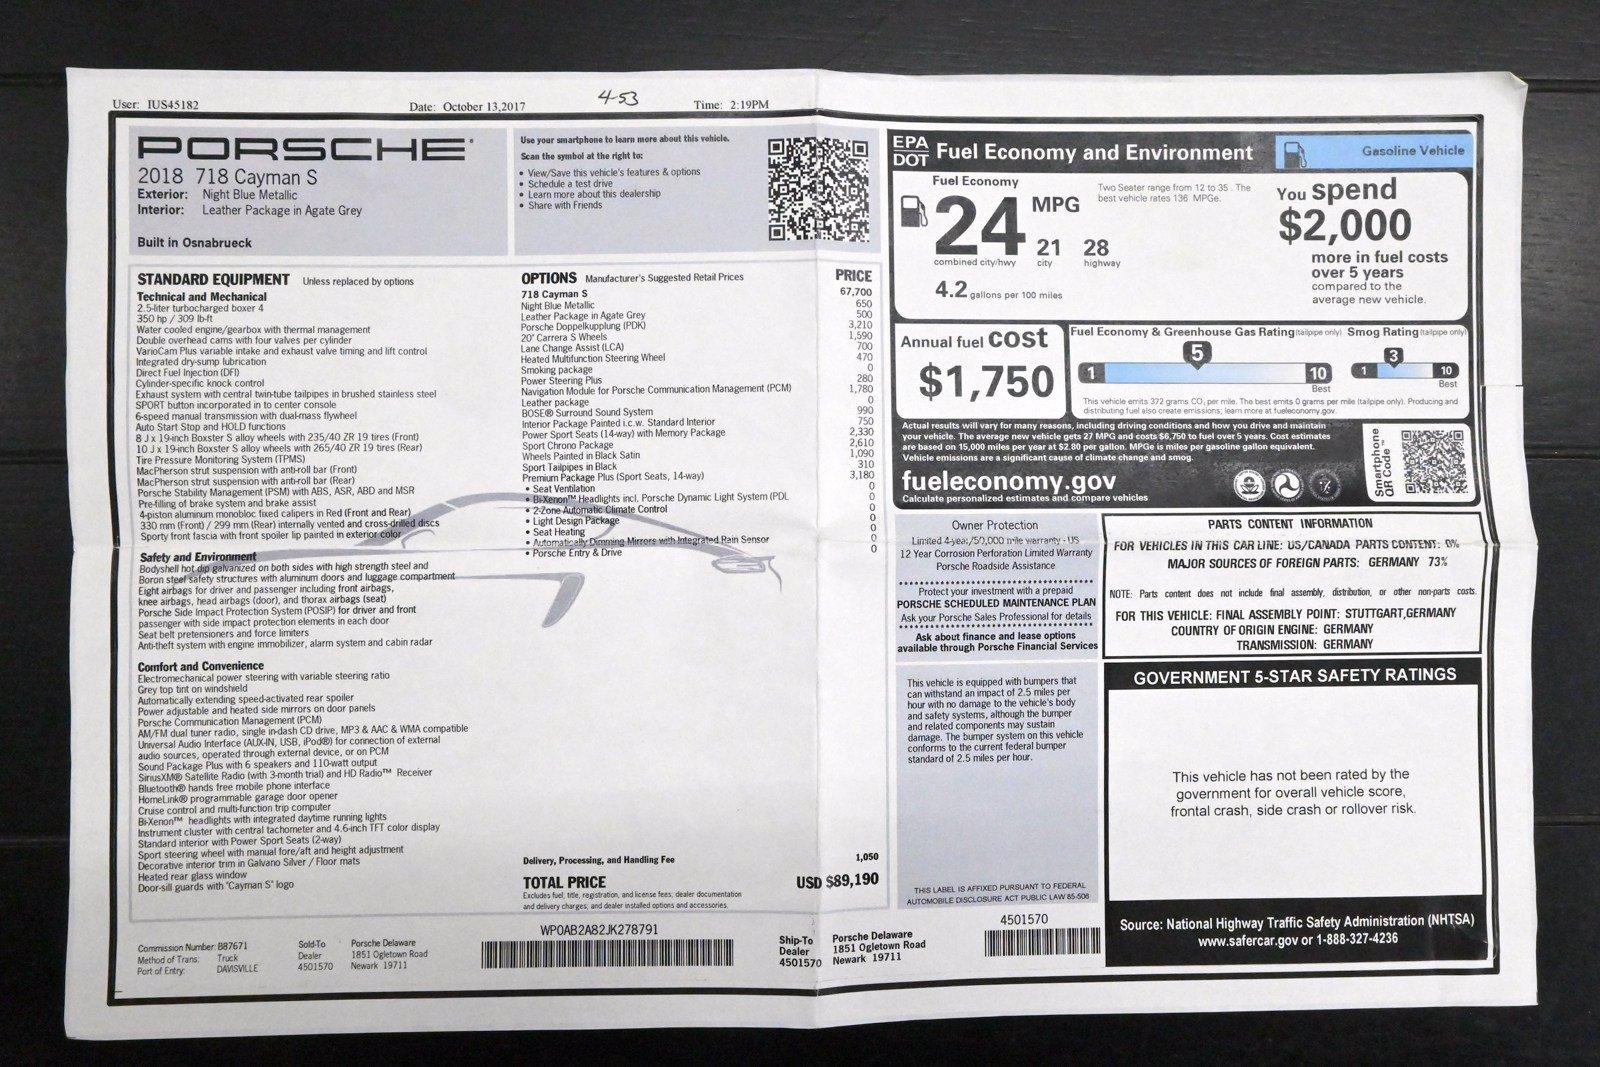 User: IUS45182
Date: October 13,2017
4-53
Time: 2:19PM
PORSCHE
2018 718 Cayman S
Exterior: Night Blue Metallic
Interior: Leather Package in Agate Grey
Built in Osnabrueck
Use your smartphone to learn more about this vehicle.
Scan the symbol at the right to:
• View/Save this vehicle's features & options
• Schedule a test drive
• Learn more about this dealership
• Share with Friends
STANDARD EQUIPMENT Unless replaced by options
Technical and Mechanical
2.5-liter turbocharged boxer 4
350 hp / 309 lb-ft
Water cooled engine/gearbox with thermal management
Double overhead cams with four valves per cylinder
VarioCam Plus variable intake and exhaust valve timing and lift control
Integrated dry-sump lubrication
Direct Fuel Injection (DFI)
Cylinder-specific knock control
Exhaust system with central twin-tube tailpipes in brushed stainless steel
SPORT button incorporated in to center console
6-speed manual transmission with dual-mass flywheel
Auto Start Stop and HOLD functions
8 J x 19-inch Boxster S alloy wheels with 235/40 ZR 19 tires (Front)
10 J x 19-inch Boxster S alloy wheels with 265/40 ZR 19 tires (Rear)
Tire Pressure Monitoring System (TPMS)
MacPherson strut suspension with anti-roll bar (Front)
MacPherson strut suspension with anti-roll bar (Rear)
Porsche Stability Management (PSM) with ABS, ASR, ABD and MSR
Pre-filling of brake system and brake assist
4-piston aluminum monobloc fixed calipers in Red (Front and Rear)
330 mm (Front) / 299 mm (Rear) internally vented and cross-drilled discs
Sporty front fascia with front spoiler lip painted in exterior color
Safety and Environment
Bodyshell hot dip galvanized on both sides with high strength steel and
Boron steel safety structures with aluminum doors and luggage compartment
Eight airbags for driver and passenger including front airbags,
knee airbags, head airbags (door), and thorax airbags (seat)
Porsche Side Impact Protection System (POSIP) for driver and front
passenger with side impact protection elements in each door
Seat belt pretensioners and force limiters
Anti-theft system with engine immobilizer, alarm system and cabin radar
Comfort and Convenience
Electromechanical power steering with variable steering ratio
Grey top tint on windshield
Automatically extending speed-activated rear spoiler
Power adjustable and heated side mirrors on door panels
Porsche Communication Management (PCM)
AM/FM dual tuner radio, single in-dash CD drive, MP3 & AAC & WMA compatible
Universal Audio Interface (AUX-IN, USB, iPod®) for connection of external
audio sources, operated through external device, or on PCM
Sound Package Plus with 6 speakers and 110-watt output
SiriusXM® Satellite Radio (with 3-month trial) and HD Radio™ Receiver
Bluetooth® hands free mobile phone interface
HomeLink® programmable garage door opener
Cruise control and multi-function trip computer
Bi-Xenon™ headlights with integrated daytime running lights
Instrument cluster with central tachometer and 4.6-inch TFT color display
Standard interior with Power Sport Seats (2-way)
Sport steering wheel with manual fore/aft and height adjustment
Decorative interior trim in Galvano Silver / Floor mats
Heated rear glass window
Door-sill guards with "Cayman S" logo
OPTIONS Manufacturer's Suggested Retail Prices PRICE
718 Cayman S 67,700
Night Blue Metallic 650
Leather Package in Agate Grey 500
Porsche Doppelkupplung (PDK) 3,210
20" Carrera S Wheels 1,590
Lane Change Assist (LCA) 700
Heated Multifunction Steering Wheel 470
Smoking package 0
Power Steering Plus 280
Navigation Module for Porsche Communication Management (PCM) 1,780
Leather package 0
BOSE® Surround Sound System 990
Interior Package Painted i.c.w. Standard Interior 750
Power Sport Seats (14-way) with Memory Package 2,330
Sport Chrono Package 2,610
Wheels Painted in Black Satin 1,090
Sport Tailpipes in Black 310
Premium Package Plus (Sport Seats, 14-way) 3,180
• Seat Ventilation 0
• Bi-Xenon™ Headlights incl. Porsche Dynamic Light System (PDL 0
• 2-Zone Automatic Climate Control 0
• Light Design Package 0
• Seat Heating 0
• Automatically Dimming Mirrors with Integrated Rain Sensor 0
• Porsche Entry & Drive 0
Delivery, Processing, and Handling Fee 1,050
TOTAL PRICE USD $89,190
Excludes fuel, title, registration, and license fees, dealer documentation
and delivery charges; and dealer installed options and accessories.
Commission Number: B87671
Method of Trans: Truck
Port of Entry: DAVISVILLE
Sold-To Porsche Delaware
Dealer 1851 Ogletown Road
4501570 Newark 19711
WP0AB2A82JK278791
Ship-To Porsche Delaware
Dealer 1851 Ogletown Road
4501570 Newark 19711
EPA
DOT
Fuel Economy and Environment
Gasoline Vehicle
Fuel Economy
24 MPG
combined city/hwy
21
city
28
highway
4.2 gallons per 100 miles
Two Seater range from 12 to 35 . The
best vehicle rates 136 MPGe.
You spend
$2,000
more in fuel costs
over 5 years
compared to the
average new vehicle.
Annual fuel cost
$1,750
Fuel Economy & Greenhouse Gas Rating (tailpipe only)
5
1
10
Best
Smog Rating (tailpipe only)
3
1
10
Best
This vehicle emits 372 grams CO2 per mile. The best emits 0 grams per mile (tailpipe only). Producing and
distributing fuel also create emissions; learn more at fueleconomy.gov.
Actual results will vary for many reasons, including driving conditions and how you drive and maintain
your vehicle. The average new vehicle gets 27 MPG and costs $6,750 to fuel over 5 years. Cost estimates
are based on 15,000 miles per year at $2.80 per gallon. MPGe is miles per gasoline gallon equivalent.
Vehicle emissions are a significant cause of climate change and smog.
fueleconomy.gov
Calculate personalized estimates and compare vehicles
Smartphone
QR Code™
Owner Protection
Limited 4-year/50,000 mile warranty - US
12 Year Corrosion Perforation Limited Warranty
Porsche Roadside Assistance
Protect your investment with a prepaid
PORSCHE SCHEDULED MAINTENANCE PLAN
Ask your Porsche Sales Professional for details
Ask about finance and lease options
available through Porsche Financial Services
This vehicle is equipped with bumpers that
can withstand an impact of 2.5 miles per
hour with no damage to the vehicle's body
and safety systems, although the bumper
and related components may sustain
damage. The bumper system on this vehicle
conforms to the current federal bumper
standard of 2.5 miles per hour.
THIS LABEL IS AFFIXED PURSUANT TO FEDERAL
AUTOMOBILE DISCLOSURE ACT PUBLIC LAW 85-506
4501570
PARTS CONTENT INFORMATION
FOR VEHICLES IN THIS CAR LINE: US/CANADA PARTS CONTENT: 0%
MAJOR SOURCES OF FOREIGN PARTS: GERMANY 73%
NOTE: Parts content does not include final assembly, distribution, or other non-parts costs.
FOR THIS VEHICLE: FINAL ASSEMBLY POINT: STUTTGART,GERMANY
COUNTRY OF ORIGIN ENGINE: GERMANY
TRANSMISSION: GERMANY
GOVERNMENT 5-STAR SAFETY RATINGS
This vehicle has not been rated by the
government for overall vehicle score,
frontal crash, side crash or rollover risk.
Source: National Highway Traffic Safety Administration (NHTSA)
www.safercar.gov or 1-888-327-4236